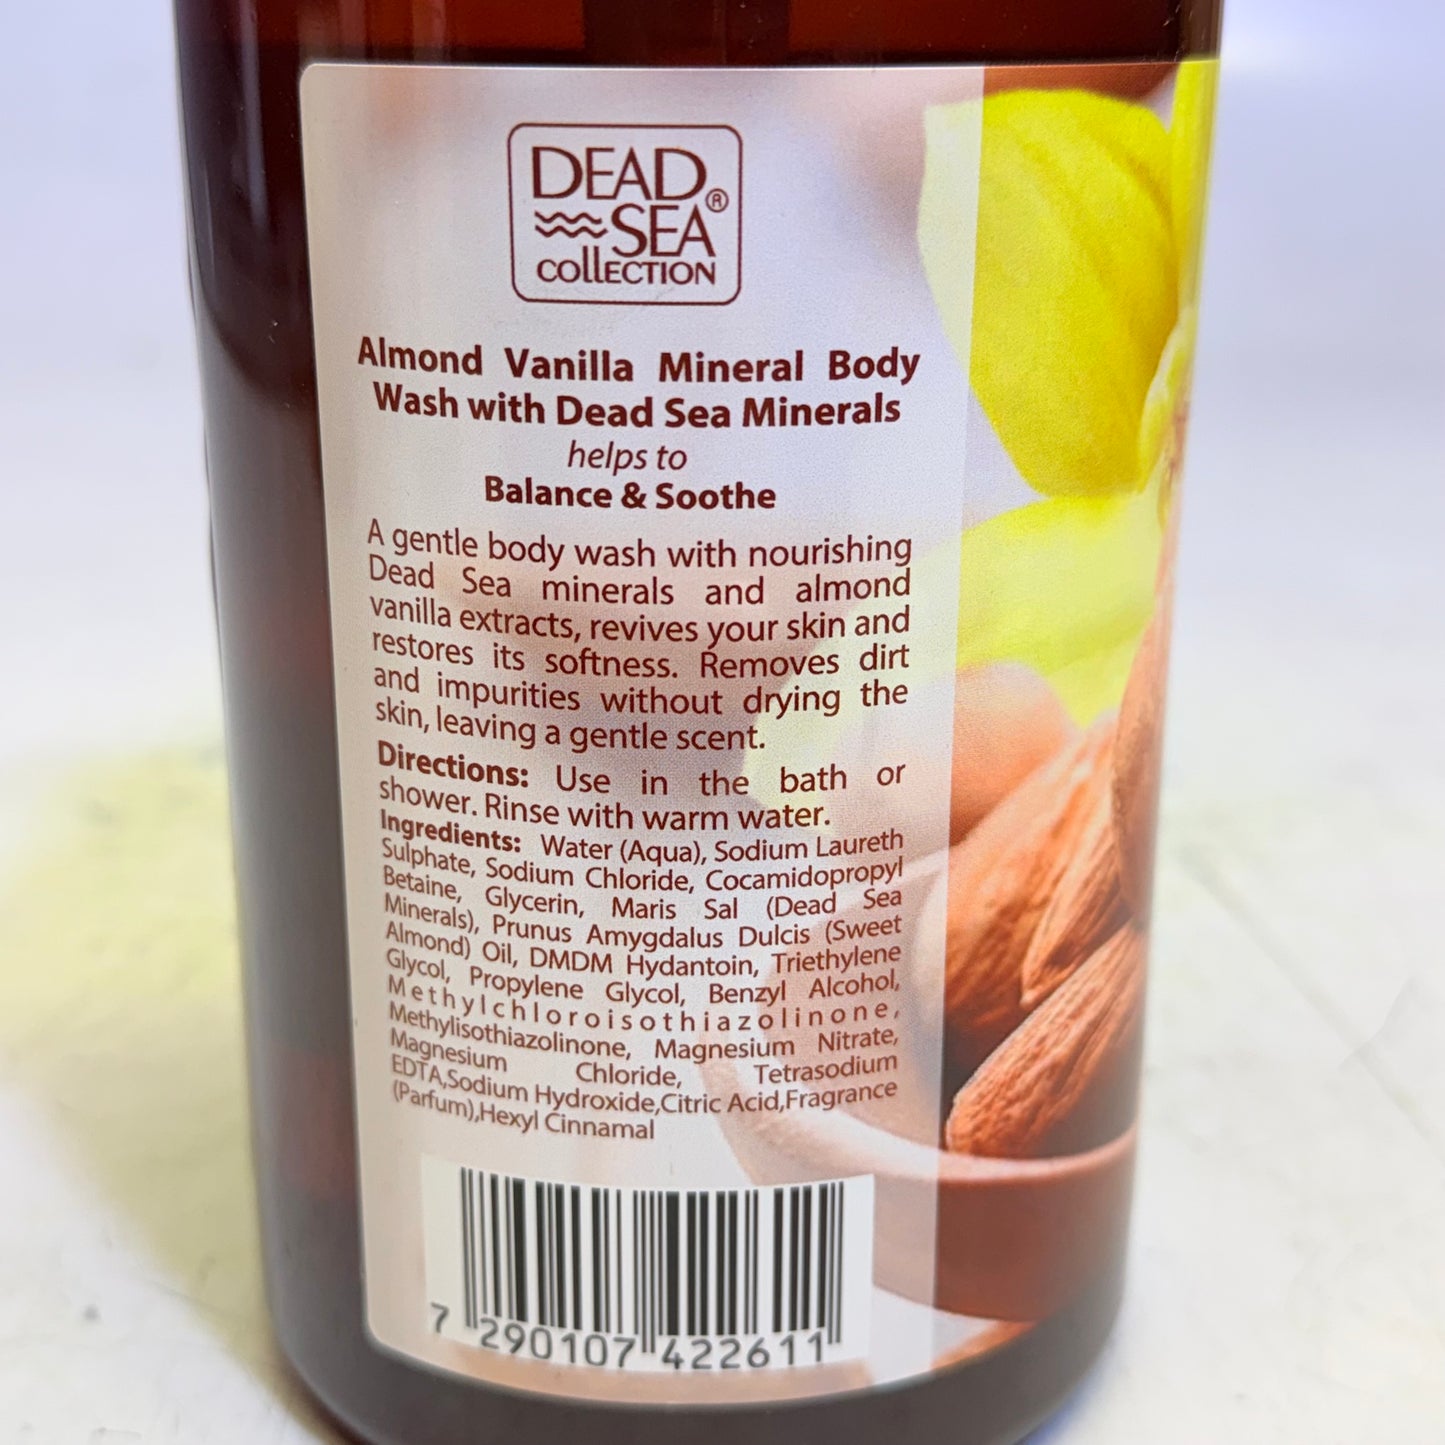 DEAD
SEA®
COLLECTION
Almond Vanilla Mineral Body
Wash with Dead Sea Minerals
helps to
Balance & Soothe
A gentle body wash with nourishing
Dead Sea minerals and almond
vanilla extracts, revives your skin and
restores its softness. Removes dirt
and impurities without drying the
skin, leaving a gentle scent.
Directions: Use in the bath or
shower. Rinse with warm water.
Ingredients: Water (Aqua), Sodium Laureth
Sulphate, Sodium Chloride, Cocamidopropyl
Betaine, Glycerin, Maris Sal (Dead Sea
Minerals), Prunus Amygdalus Dulcis (Sweet
Almond) Oil, DMDM Hydantoin, Triethylene
Glycol, Propylene Glycol, Benzyl Alcohol,
Methylchloroisothiazolinone,
Methylisothiazolinone, Magnesium Nitrate,
Magnesium Chloride, Tetrasodium
EDTA,Sodium Hydroxide,Citric Acid,Fragrance
(Parfum),Hexyl Cinnamal
7 290107 422611